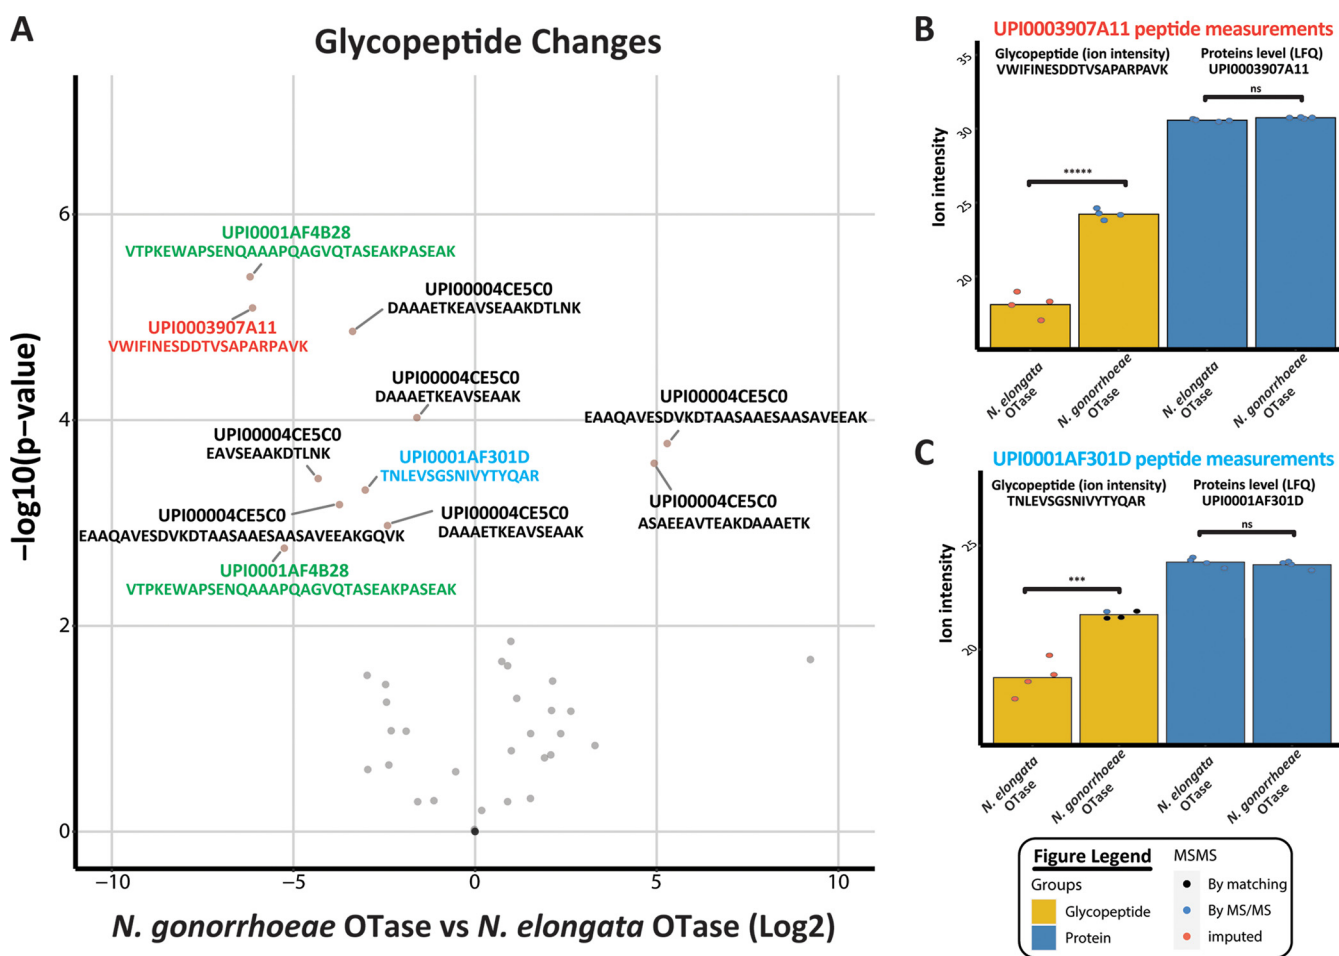 A
Glycopeptide Changes
−log10(p−value)
6
4
2
0
UPI0001AF4B28
VTPKEWAPSENQAAAPQAGVQTASEAKPASEAK
UPI0003907A11
VWIFINESDDTVSAPARPAVK
UPI00004CE5C0
DAAAETKEAVSEAAKDTLNK
UPI00004CE5C0
DAAAETKEAVSEAAK
UPI00004CE5C0
EAAQAVESDVKDTAASAAESAASAVEEAK
UPI00004CE5C0
EAVSEAAKDTLNK
UPI0001AF301D
TNLEVSGSNIVYTYQAR
UPI00004CE5C0
ASAEEAVTEAKDAAAETK
UPI00004CE5C0
EAAQAVESDVKDTAASAAESAASAVEEAKGQVK
UPI00004CE5C0
DAAAETKEAVSEAAK
UPI0001AF4B28
VTPKEWAPSENQAAAPQAGVQTASEAKPASEAK
−10
−5
0
5
10
N. gonorrhoeae OTase vs N. elongata OTase (Log2)
B
UPI0003907A11 peptide measurements
Glycopeptide (ion intensity)
VWIFINESDDTVSAPARPAVK
Proteins level (LFQ)
UPI0003907A11
ns
*****
Ion intensity
35
30
25
20
N. elongata
OTase
N. gonorrhoeae
OTase
N. elongata
OTase
N. gonorrhoeae
OTase
C
UPI0001AF301D peptide measurements
Glycopeptide (ion intensity)
TNLEVSGSNIVYTYQAR
Proteins level (LFQ)
UPI0001AF301D
ns
***
Ion intensity
25
20
N. elongata
OTase
N. gonorrhoeae
OTase
N. elongata
OTase
N. gonorrhoeae
OTase
Figure Legend
Groups
Glycopeptide
Protein
MSMS
By matching
By MS/MS
imputed